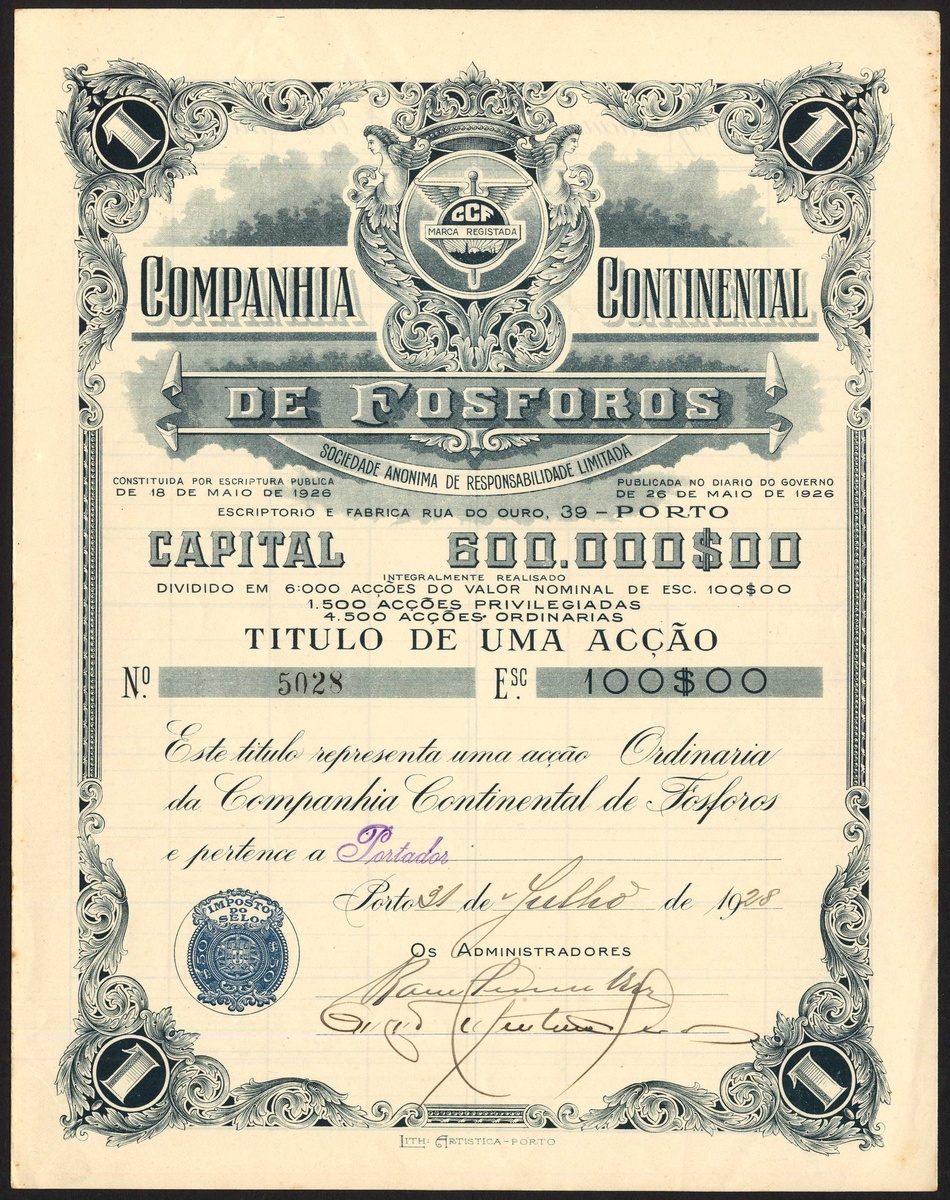 1 1
CCF
MARCA REGISTADA
COMPANHIA CONTINENTAL
DE FOSFOROS
SOCIEDADE ANONIMA DE RESPONSABILIDADE LIMITADA
CONSTITUIDA POR ESCRIPTURA PUBLICA
DE 18 DE MAIO DE 1926
PUBLICADA NO DIARIO DO GOVERNO
DE 26 DE MAIO DE 1926
ESCRIPTORIO E FABRICA RUA DO OURO, 39 – PORTO
CAPITAL 600.000$00
INTEGRALMENTE REALISADO
DIVIDIDO EM 6:000 ACÇÕES DO VALOR NOMINAL DE ESC. 100$00
1.500 ACÇÕES PRIVILEGIADAS
4.500 ACÇÕES ORDINARIAS
TITULO DE UMA ACÇÃO
Nº. 5028 Esc. 100$00
Este titulo representa uma acção Ordinaria
da Companhia Continental de Fosforos
e pertence a Portador
Porto 31 de Julho de 1928
IMPOSTO
DO
SELO
$50 $50
OS ADMINISTRADORES
1 1
LITH: ARTISTICA-PORTO